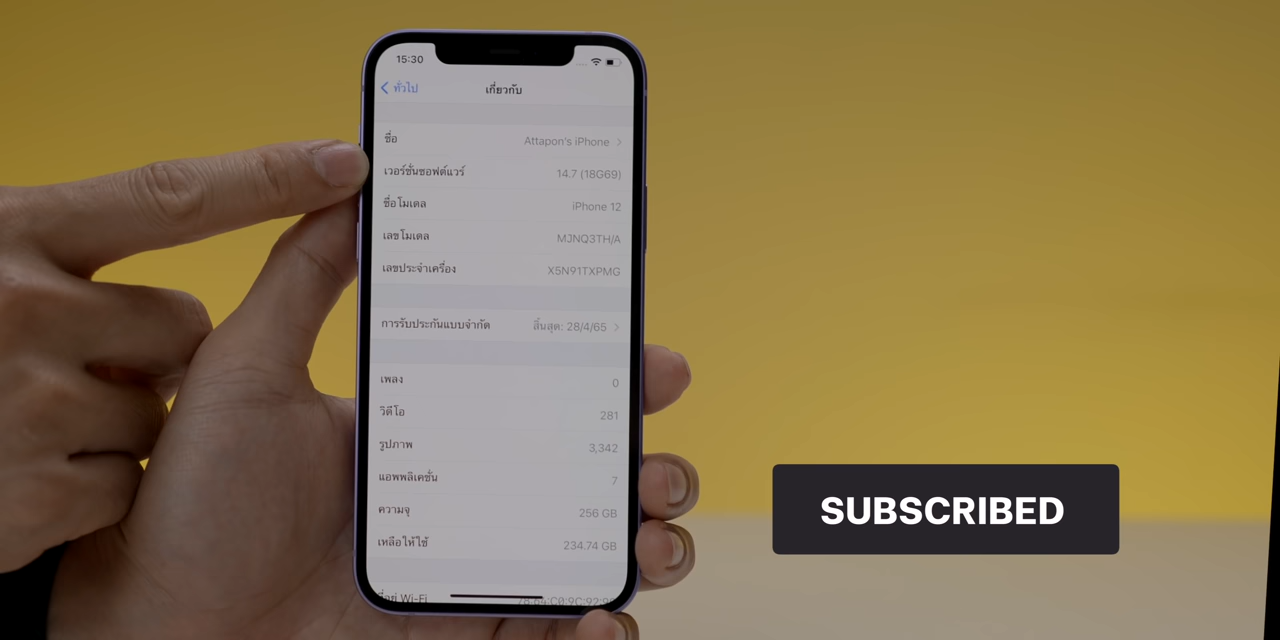 15:30
ทั่วไป
เกี่ยวกับ
ชื่อ Attapon's iPhone
เวอร์ชั่นซอฟต์แวร์ 14.7 (18G69)
ชื่อโมเดล iPhone 12
เลขโมเดล MJNQ3TH/A
เลขประจำเครื่อง X5N91TXPMG
การรับประกันแบบจำกัด สิ้นสุด: 28/4/65
เพลง 0
วิดีโอ 281
รูปภาพ 3,342
แอพพลิเคชั่น 7
ความจุ 256 GB
เหลือให้ใช้ 234.74 GB
ที่อยู่ Wi-Fi
SUBSCRIBED